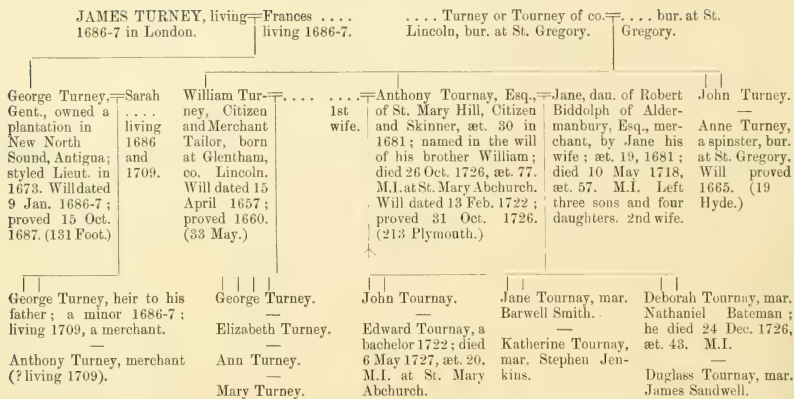 JAMES TURNEY, living
1686-7 in London.
Frances ....
living 1686-7.
.... Turney or Tourney of co.
Lincoln, bur. at St. Gregory.
.... bur. at St.
Gregory.
George Turney,
Gent., owned a
plantation in
New North
Sound, Antigua;
styled Lieut. in
1673. Will dated
9 Jan. 1686-7;
proved 15 Oct.
1687. (131 Foot.)
Sarah
....
living
1686
and
1709.
William Tur-
ney, Citizen
and Merchant
Tailor, born
at Glentham,
co. Lincoln.
Will dated 15
April 1657;
proved 1660.
(33 May.)
....
....
1st
wife.
Anthony Tournay, Esq.,
of St. Mary Hill, Citizen
and Skinner, æt. 30 in
1681; named in the will
of his brother William;
died 26 Oct. 1726, æt. 77.
M.I. at St. Mary Abchurch.
Will dated 13 Feb. 1722;
proved 31 Oct. 1726.
(213 Plymouth.)
Jane, dau. of Robert
Biddolph of Alder-
manbury, Esq., mer-
chant, by Jane his
wife; æt. 19, 1681;
died 10 May 1718,
æt. 57. M.I. Left
three sons and four
daughters. 2nd wife.
John Turney.
—
Anne Turney,
a spinster, bur.
at St. Gregory.
Will proved
1665. (19
Hyde.)
George Turney, heir to his
father; a minor 1686-7;
living 1709, a merchant.
—
Anthony Turney, merchant
(? living 1709).
George Turney.
—
Elizabeth Turney.
—
Ann Turney.
—
Mary Turney.
John Tournay.
—
Edward Tournay, a
bachelor 1722; died
6 May 1727, æt. 20.
M.I. at St. Mary
Abchurch.
Jane Tournay, mar.
Barwell Smith.
—
Katherine Tournay,
mar. Stephen Jen-
kins.
Deborah Tournay, mar.
Nathaniel Bateman;
he died 24 Dec. 1726,
æt. 43. M.I.
—
Duglass Tournay, mar.
James Sandwell.